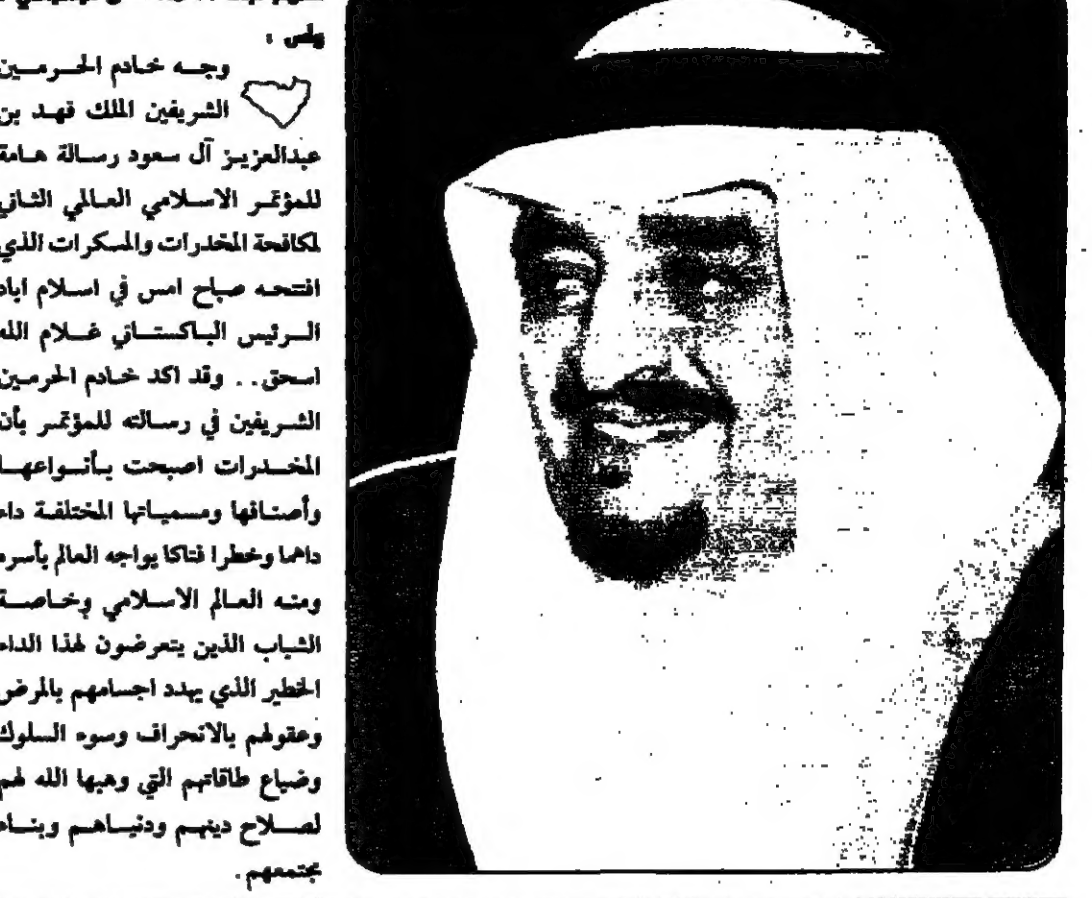 واس :
وجه خادم الحرمين
الشريفين الملك فهد بن
عبدالعزيز آل سعود رسالة هامة
للمؤتمر الاسلامي العالمي الثاني
لمكافحة المخدرات والمسكرات الذي
افتتحه صباح امس في اسلام اباد
الرئيس الباكستاني غلام الله
اسحق . . وقد اكد خادم الحرمين
الشريفين في رسالته للمؤتمر بأن
المخدرات اصبحت بأنواعها
وأصنافها ومسمياتها المختلفة داء
داهما وخطرا فتاكا يواجه العالم بأسره
ومنه العالم الاسلامي وخاصة
الشباب الذين يتعرضون لهذا الداء
الخطير الذي يهدد اجسامهم بالمرض
وعقولهم بالانحراف وسوء السلوك
وضياع طاقاتهم التي وهبها الله لهم
لصلاح دينهم ودنياهم وبناء
مجتمعهم .